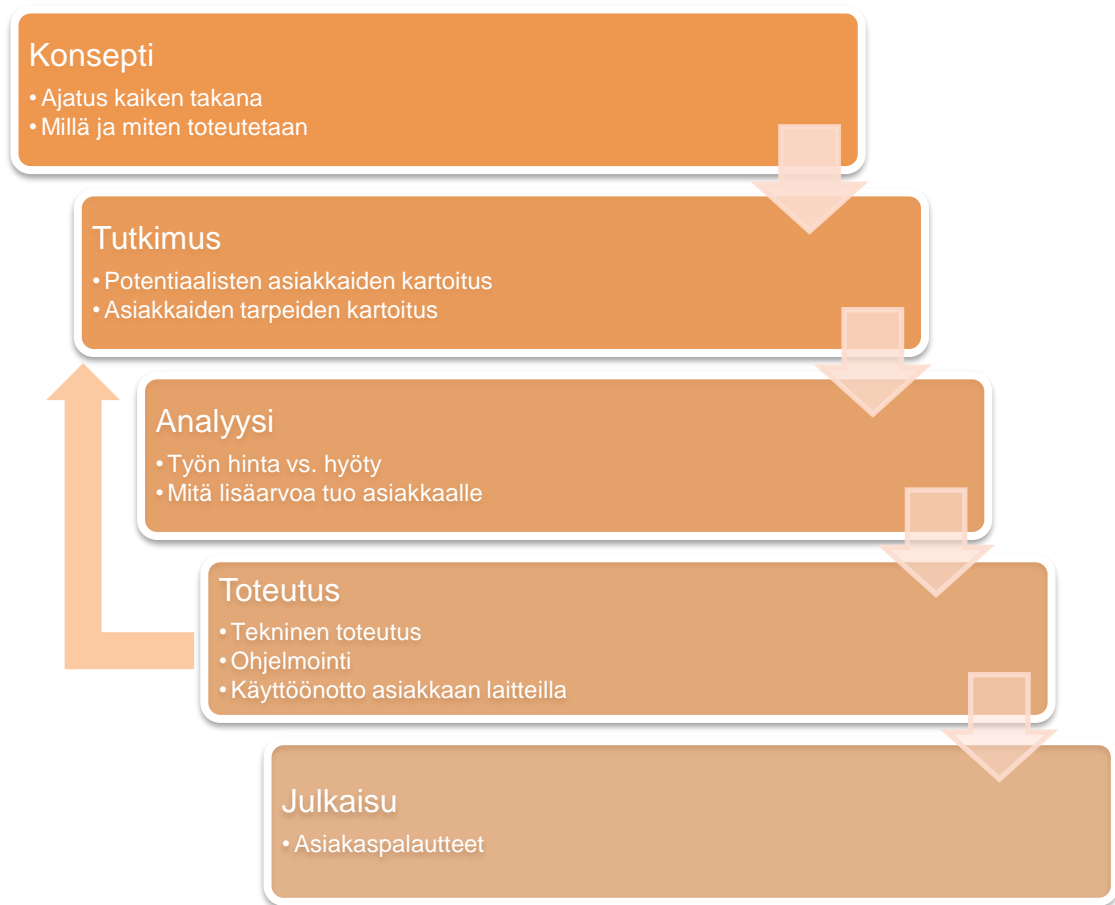 Konsepti
• Ajatus kaiken takana
• Millä ja miten toteutetaan
Tutkimus
• Potentiaalisten asiakkaiden kartoitus
• Asiakkaiden tarpeiden kartoitus
Analyysi
• Työn hinta vs. hyöty
• Mitä lisäarvoa tuo asiakkaalle
Toteutus
• Tekninen toteutus
• Ohjelmointi
• Käyttöönotto asiakkaan laitteilla
Julkaisu
• Asiakaspalautteet